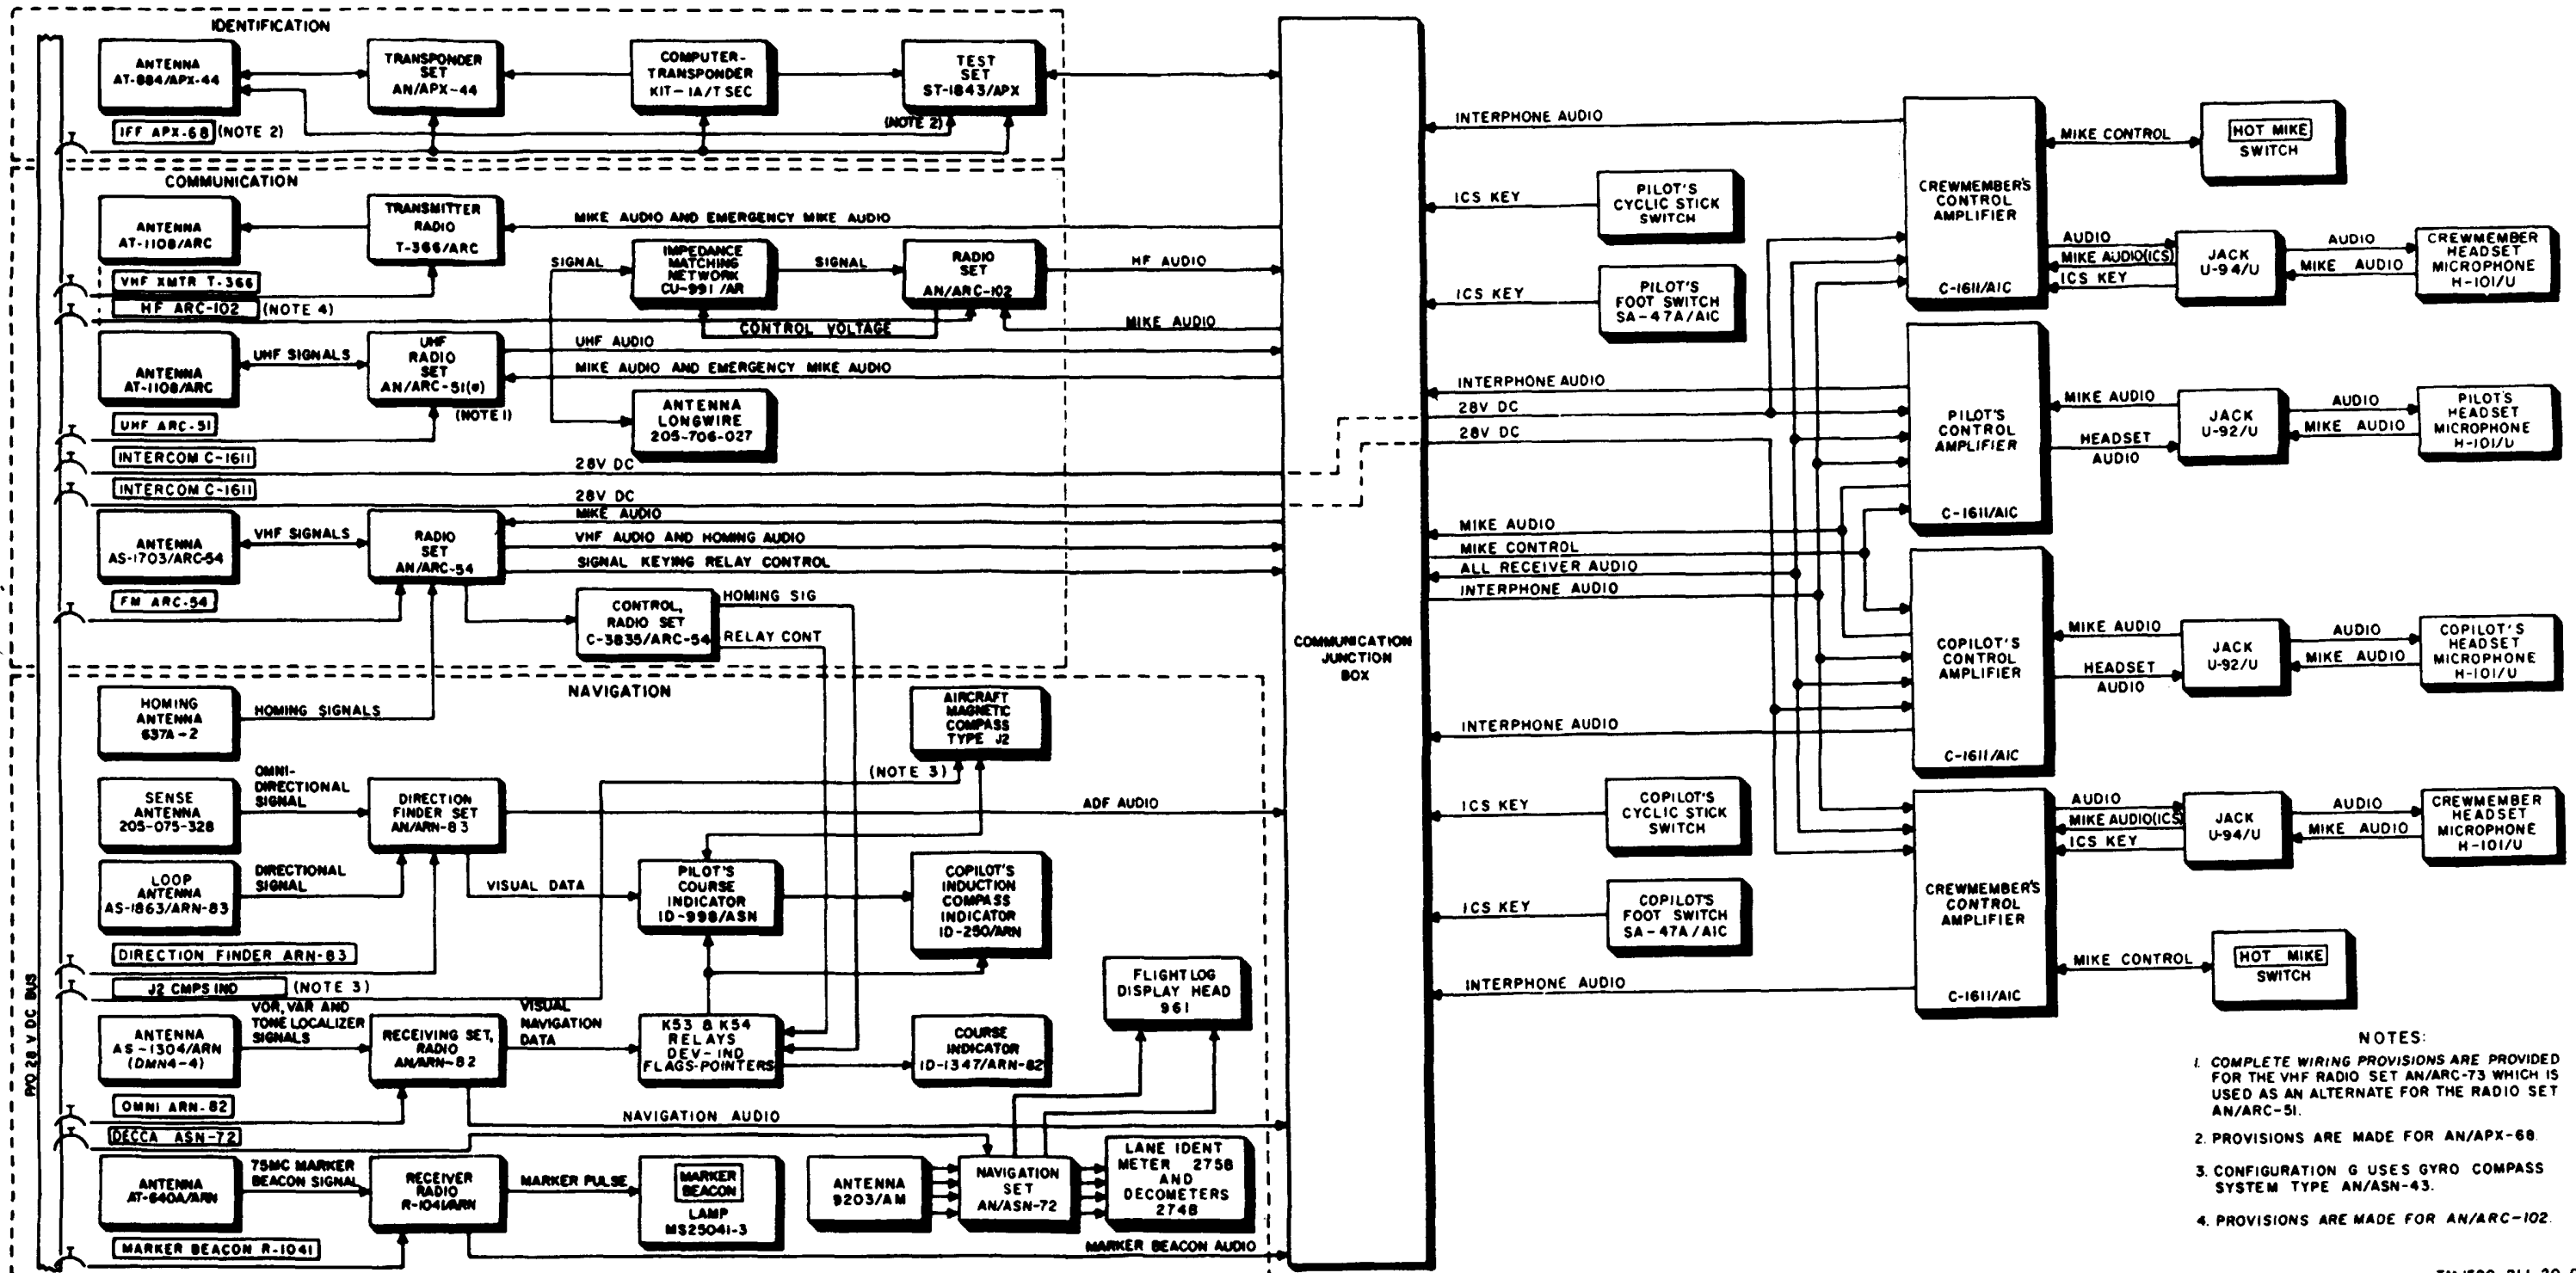 IDENTIFICATION
ANTENNA
AT-884/APX-44
TRANSPONDER
SET
AN/APX-44
COMPUTER-
TRANSPONDER
KIT-1A/T SEC
TEST
SET
ST-1843/APX
IFF APX-68 (NOTE 2)
(NOTE 2)
COMMUNICATION
ANTENNA
AT-1108/ARC
TRANSMITTER
RADIO
T-366/ARC
MIKE AUDIO AND EMERGENCY MIKE AUDIO
VHF XMTR T-366
HF ARC-102 (NOTE 4)
SIGNAL
IMPEDANCE
MATCHING
NETWORK
CU-991/AR
SIGNAL
RADIO
SET
AN/ARC-102
HF AUDIO
CONTROL VOLTAGE
MIKE AUDIO
ANTENNA
AT-1108/ARC
UHF SIGNALS
UHF
RADIO
SET
AN/ARC-51(e)
(NOTE 1)
UHF AUDIO
MIKE AUDIO AND EMERGENCY MIKE AUDIO
ANTENNA
LONGWIRE
205-706-027
UHF ARC-51
INTERCOM C-1611
28V DC
INTERCOM C-1611
28V DC
ANTENNA
AS-1703/ARC-54
VHF SIGNALS
RADIO
SET
AN/ARC-54
MIKE AUDIO
VHF AUDIO AND HOMING AUDIO
SIGNAL KEYING RELAY CONTROL
FM ARC-54
CONTROL,
RADIO SET
C-3835/ARC-54
HOMING SIG
RELAY CONT
NAVIGATION
HOMING
ANTENNA
637A-2
HOMING SIGNALS
AIRCRAFT
MAGNETIC
COMPASS
TYPE J2
(NOTE 3)
SENSE
ANTENNA
205-075-328
OMNI-
DIRECTIONAL
SIGNAL
DIRECTION
FINDER SET
AN/ARN-83
ADF AUDIO
LOOP
ANTENNA
AS-1863/ARN-83
DIRECTIONAL
SIGNAL
VISUAL DATA
PILOT'S
COURSE
INDICATOR
ID-998/ASN
COPILOT'S
INDUCTION
COMPASS
INDICATOR
ID-250/ARN
DIRECTION FINDER ARN-83
J2 CMPS IND (NOTE 3)
ANTENNA
AS-1304/ARN
(DMN4-4)
VOR, VAR AND
TONE LOCALIZER
SIGNALS
RECEIVING SET,
RADIO
AN/ARN-82
VISUAL
NAVIGATION
DATA
K53 & K54
RELAYS
DEV-IND
FLAGS-POINTERS
COURSE
INDICATOR
ID-1347/ARN-82
FLIGHT LOG
DISPLAY HEAD
961
OMNI ARN-82
NAVIGATION AUDIO
DECCA ASN-72
ANTENNA
AT-640A/ARN
75MC MARKER
BEACON SIGNAL
RECEIVER
RADIO
R-1041/ARN
MARKER PULSE
MARKER
BEACON
LAMP
MS25041-3
ANTENNA
9203/AM
NAVIGATION
SET
AN/ASN-72
LANE IDENT
METER 275B
AND
DECOMETERS
274B
MARKER BEACON R-1041
MARKER BEACON AUDIO
P/O 28 V DC BUS
COMMUNICATION
JUNCTION
BOX
INTERPHONE AUDIO
ICS KEY
PILOT'S
CYCLIC STICK
SWITCH
ICS KEY
PILOT'S
FOOT SWITCH
SA-47A/AIC
INTERPHONE AUDIO
28V DC
28V DC
MIKE AUDIO
MIKE CONTROL
ALL RECEIVER AUDIO
INTERPHONE AUDIO
INTERPHONE AUDIO
ICS KEY
COPILOT'S
CYCLIC STICK
SWITCH
ICS KEY
COPILOT'S
FOOT SWITCH
SA-47A/AIC
INTERPHONE AUDIO
CREWMEMBER'S
CONTROL
AMPLIFIER
C-1611/AIC
MIKE CONTROL
HOT MIKE
SWITCH
AUDIO
MIKE AUDIO(ICS)
ICS KEY
JACK
U-94/U
AUDIO
MIKE AUDIO
CREWMEMBER
HEADSET
MICROPHONE
H-101/U
PILOT'S
CONTROL
AMPLIFIER
C-1611/AIC
MIKE AUDIO
HEADSET
AUDIO
JACK
U-92/U
AUDIO
MIKE AUDIO
PILOT'S
HEADSET
MICROPHONE
H-101/U
COPILOT'S
CONTROL
AMPLIFIER
C-1611/AIC
MIKE AUDIO
HEADSET
AUDIO
JACK
U-92/U
AUDIO
MIKE AUDIO
COPILOT'S
HEADSET
MICROPHONE
H-101/U
CREWMEMBER'S
CONTROL
AMPLIFIER
C-1611/AIC
AUDIO
MIKE AUDIO(ICS)
ICS KEY
JACK
U-94/U
AUDIO
MIKE AUDIO
CREWMEMBER
HEADSET
MICROPHONE
H-101/U
MIKE CONTROL
HOT MIKE
SWITCH
NOTES:
1. COMPLETE WIRING PROVISIONS ARE PROVIDED
FOR THE VHF RADIO SET AN/ARC-73 WHICH IS
USED AS AN ALTERNATE FOR THE RADIO SET
AN/ARC-51.
2. PROVISIONS ARE MADE FOR AN/APX-68.
3. CONFIGURATION G USES GYRO COMPASS
SYSTEM TYPE AN/ASN-43.
4. PROVISIONS ARE MADE FOR AN/ARC-102.